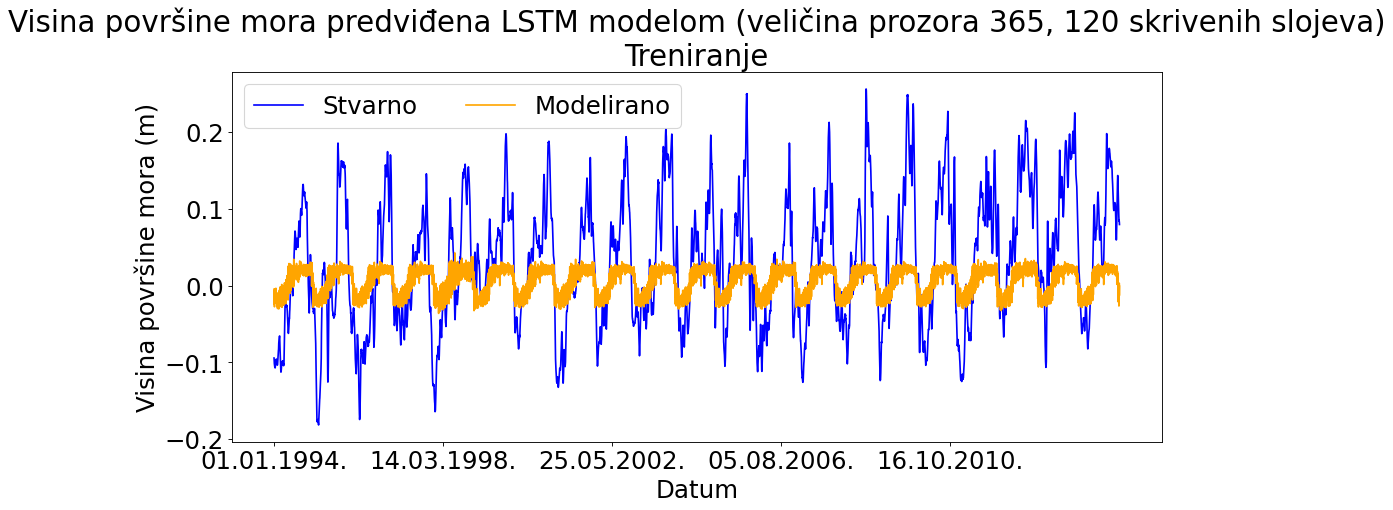 Visina površine mora predviđena LSTM modelom (veličina prozora 365, 120 skrivenih slojeva)
Treniranje
Stvarno
Modelirano
Visina površine mora (m)
0.2
0.1
0.0
−0.1
−0.2
01.01.1994.
14.03.1998.
25.05.2002.
05.08.2006.
16.10.2010.
Datum